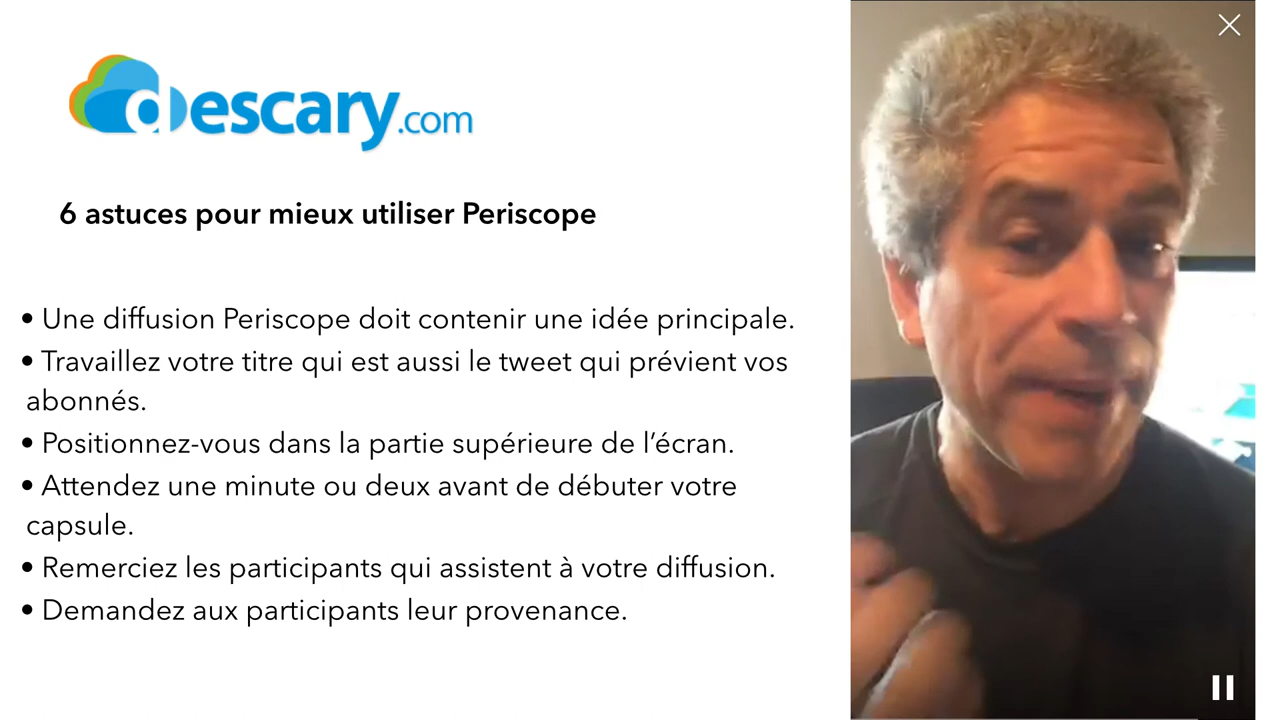 descary.com
6 astuces pour mieux utiliser Periscope
• Une diffusion Periscope doit contenir une idée principale.
• Travaillez votre titre qui est aussi le tweet qui prévient vos
abonnés.
• Positionnez-vous dans la partie supérieure de l’écran.
• Attendez une minute ou deux avant de débuter votre
capsule.
• Remerciez les participants qui assistent à votre diffusion.
• Demandez aux participants leur provenance.